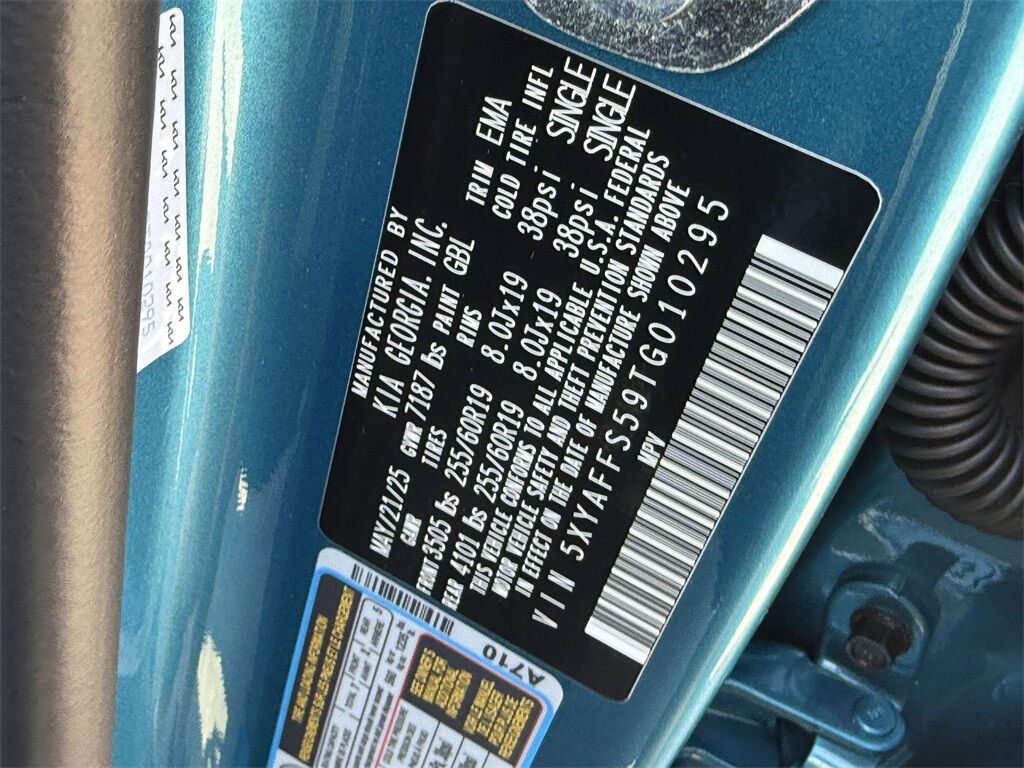 MANUFACTURED BY
KIA GEORGIA, INC.
MAY/21/25 GWR 7187 lbs PAINT GBL TRIM EMA
GAWR TIRES RIMS COLD TIRE INFL
FRNT 3505 lbs 255/60R19 8.0Jx19 38psi SINGLE
REAR 4101 lbs 255/60R19 8.0Jx19 38psi SINGLE
THIS VEHICLE CONFORMS TO ALL APPLICABLE U.S.A. FEDERAL
MOTOR VEHICLE SAFETY AND THEFT PREVENTION STANDARDS
IN EFFECT ON THE DATE OF MANUFACTURE SHOWN ABOVE
VIN 5XYAFFS59TG010295
MPV
A710